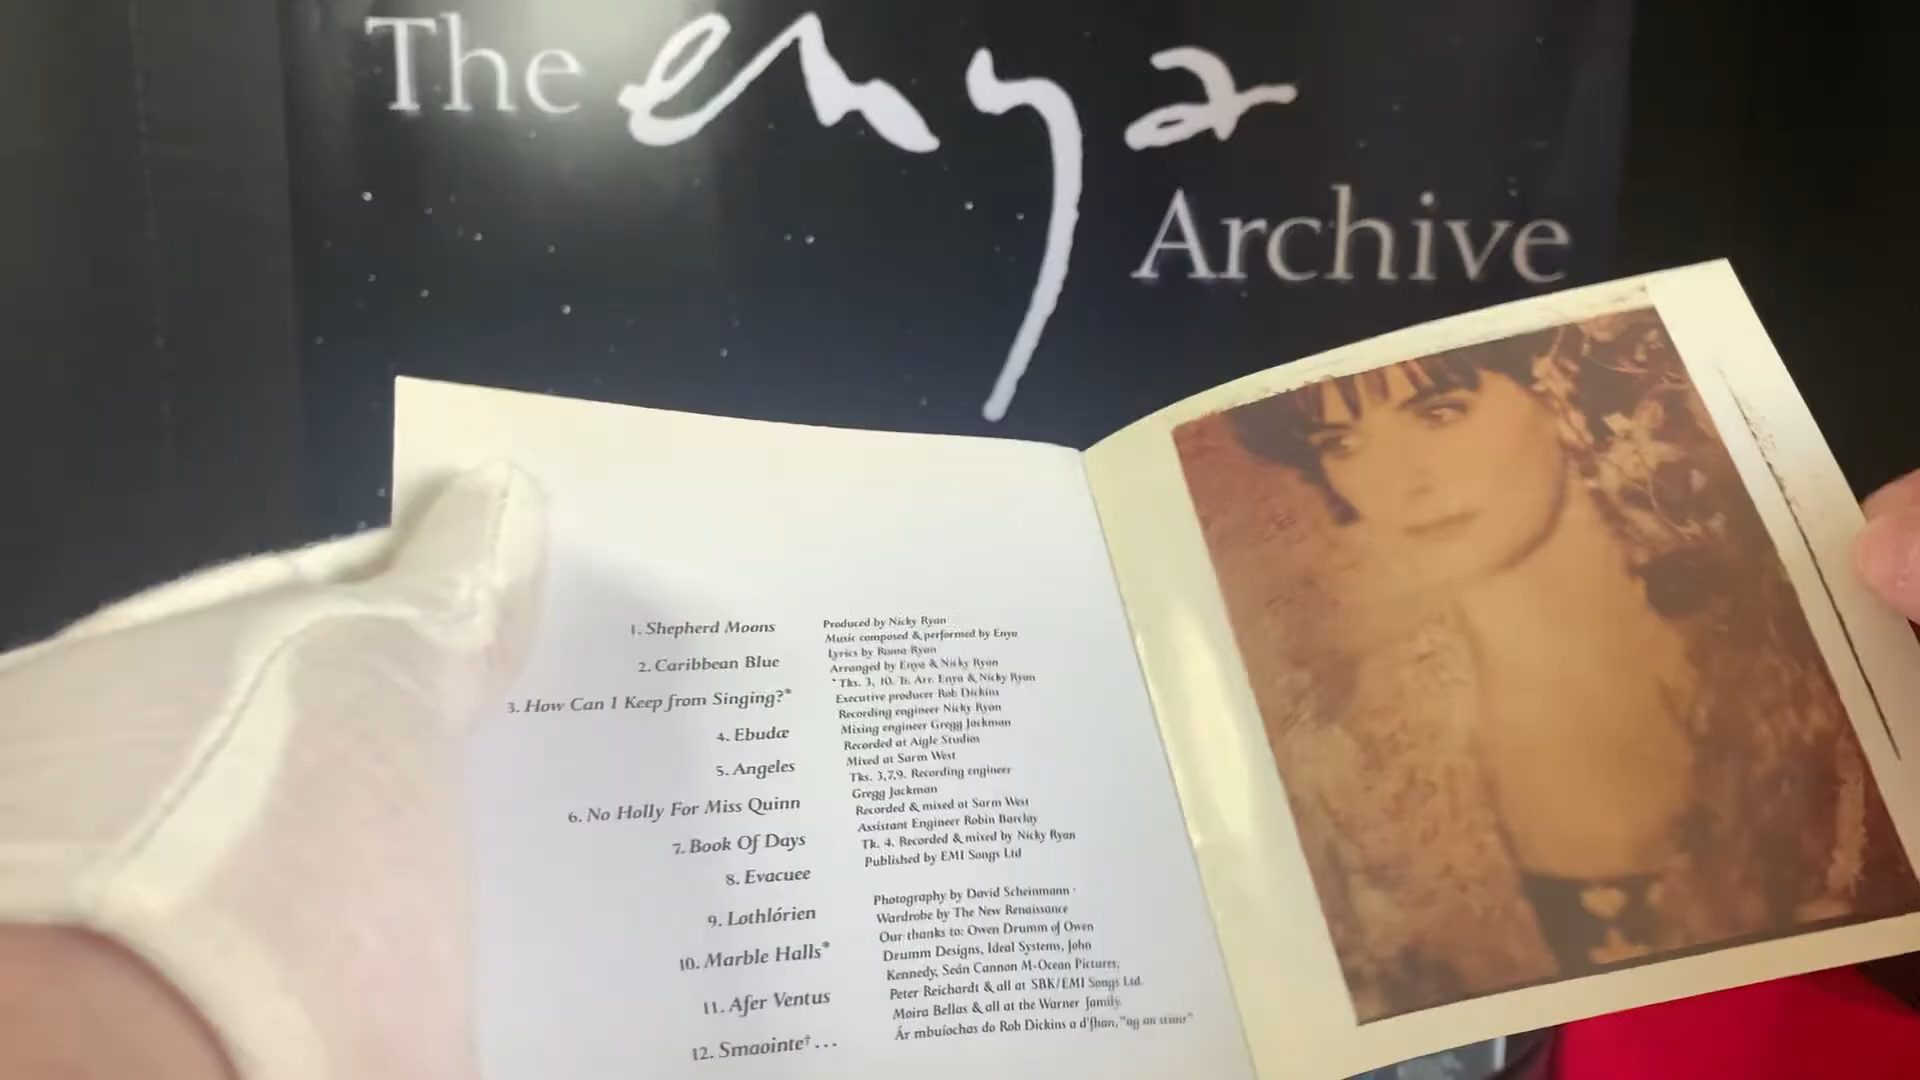 The enya
Archive
1. Shepherd Moons
2. Caribbean Blue
3. How Can I Keep from Singing?*
4. Ebudæ
5. Angeles
6. No Holly For Miss Quinn
7. Book Of Days
8. Evacuee
9. Lothlórien
10. Marble Halls*
11. Afer Ventus
12. Smaointe† . . .
Produced by Nicky Ryan
Music composed & performed by Enya
Lyrics by Roma Ryan
Arranged by Enya & Nicky Ryan
*Tks. 3, 10. Tr. Arr. Enya & Nicky Ryan
Executive producer Rob Dickins
Recording engineer Nicky Ryan
Mixing engineer Gregg Jackman
Recorded at Aigle Studios
Mixed at Sarm West
Tks. 3,7,9. Recording engineer
Gregg Jackman
Recorded & mixed at Sarm West
Assistant Engineer Robin Barclay
Tk. 4. Recorded & mixed by Nicky Ryan
Published by EMI Songs Ltd
Photography by David Scheinmann
Wardrobe by The New Renaissance
Our thanks to: Owen Drumm of Owen
Drumm Designs, Ideal Systems, John
Kennedy, Seán Cannon M-Ocean Pictures,
Peter Reichardt & all at SBK/EMI Songs Ltd.
Moira Bellas & all at the Warner family.
Ár mbuíochas do Rob Dickins a d'fhan, "ag an